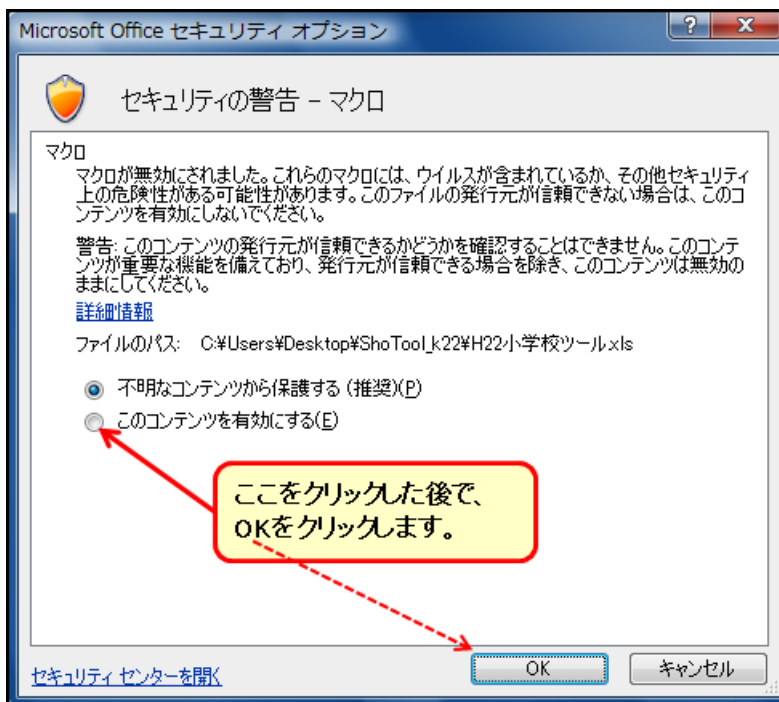 Microsoft Office セキュリティ オプション
セキュリティの警告 - マクロ
マクロ
マクロが無効にされました。これらのマクロには、ウイルスが含まれているか、その他セキュリティ
上の危険性がある可能性があります。このファイルの発行元が信頼できない場合は、このコ
ンテンツを有効にしないでください。
警告: このコンテンツの発行元が信頼できるかどうかを確認することはできません。このコンテ
ンツが重要な機能を備えており、発行元が信頼できる場合を除き、このコンテンツは無効の
ままにしてください。
詳細情報
ファイルのパス: C:¥Users¥Desktop¥ShoTool_k22¥H22小学校ツール.xls
不明なコンテンツから保護する (推奨)(P)
このコンテンツを有効にする(E)
ここをクリックした後で、
OKをクリックします。
セキュリティ センターを開く
OK
キャンセル